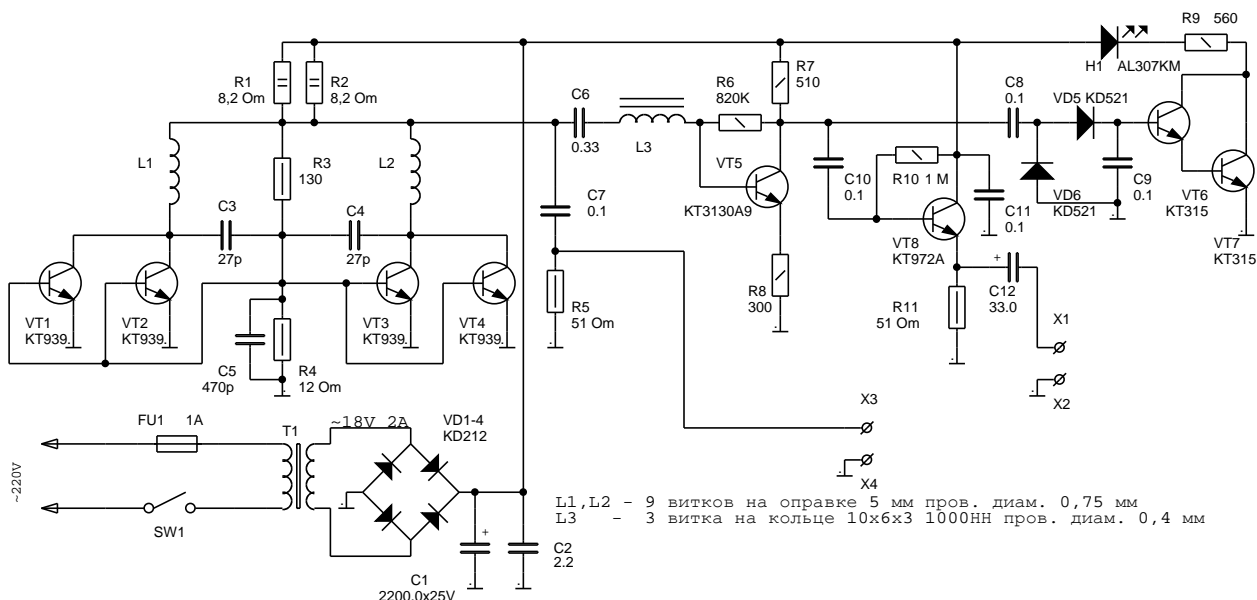 R9 560
H1
AL307KM
R1
8,2 Om
R2
8,2 Om
R7
510
R6
820K
C6
0.33
L3
C8
0.1
VD5 KD521
L1
R3
130
L2
VT5
KT3130A9
C10
0.1
R10 1 M
C11
0.1
VD6
KD521
C9
0.1
VT6
KT315
VT7
KT315
C3
27p
C4
27p
C7
0.1
VT8
KT972A
+
C12
33.0
VT1
KT939.
VT2
KT939.
VT3
KT939.
VT4
KT939.
R5
51 Om
R8
300
R11
51 Om
X1
C5
470p
R4
12 Om
X2
X3
X4
FU1 1A
T1
~18V 2A
VD1-4
KD212
~220V
SW1
L1,L2 - 9 витков на оправке 5 мм пров. диам. 0,75 мм
L3 - 3 витка на кольце 10х6х3 1000НН пров. диам. 0,4 мм
+
C1
2200.0x25V
C2
2.2